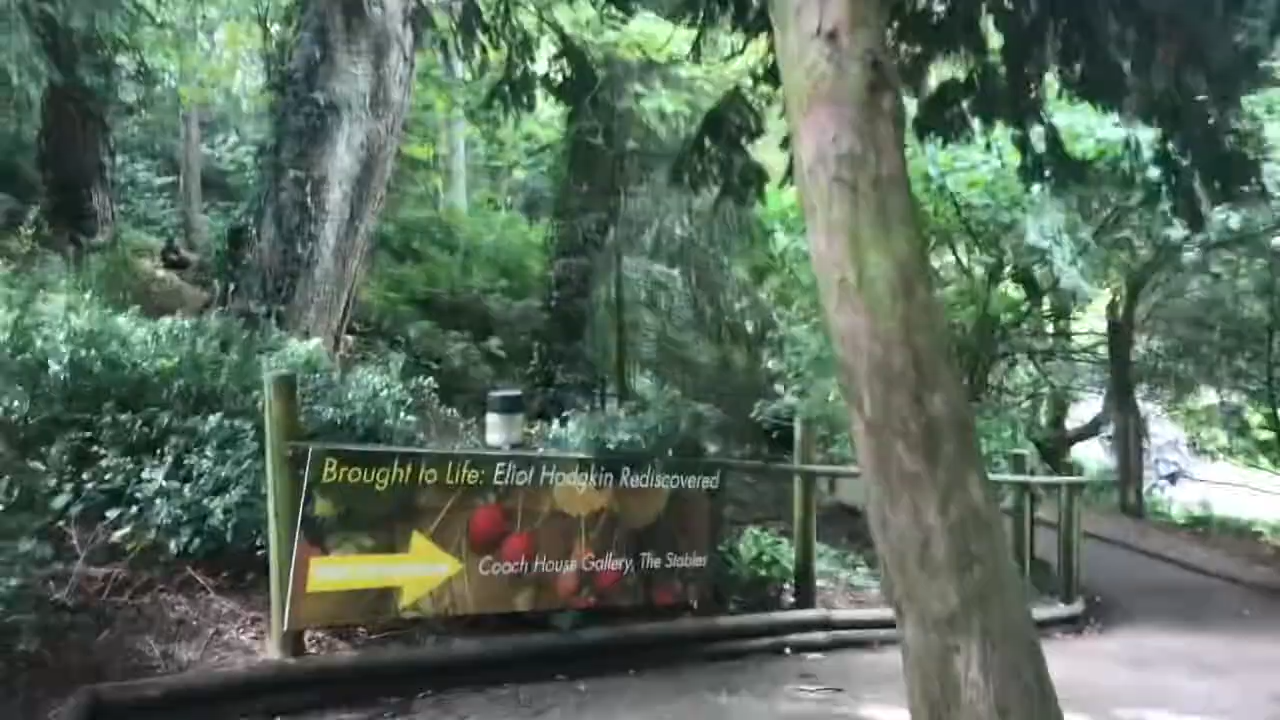 Brought to Life: Eliot Hodgkin Rediscovered
Coach House Gallery, The Stables